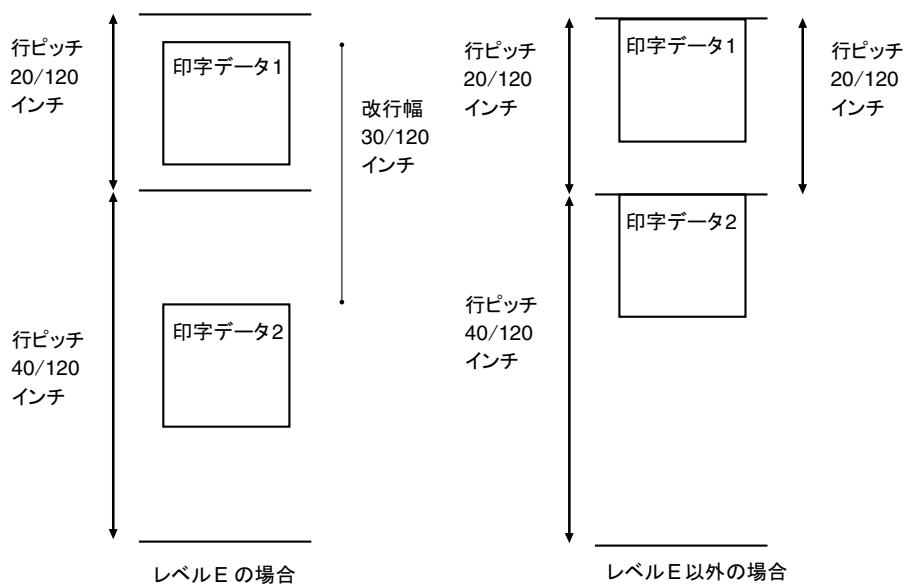 行ピッチ
20/120
インチ
印字データ1
改行幅
30/120
インチ
行ピッチ
40/120
インチ
印字データ2
レベルE の場合
行ピッチ
20/120
インチ
印字データ1
行ピッチ
20/120
インチ
行ピッチ
40/120
インチ
印字データ2
レベルE以外の場合